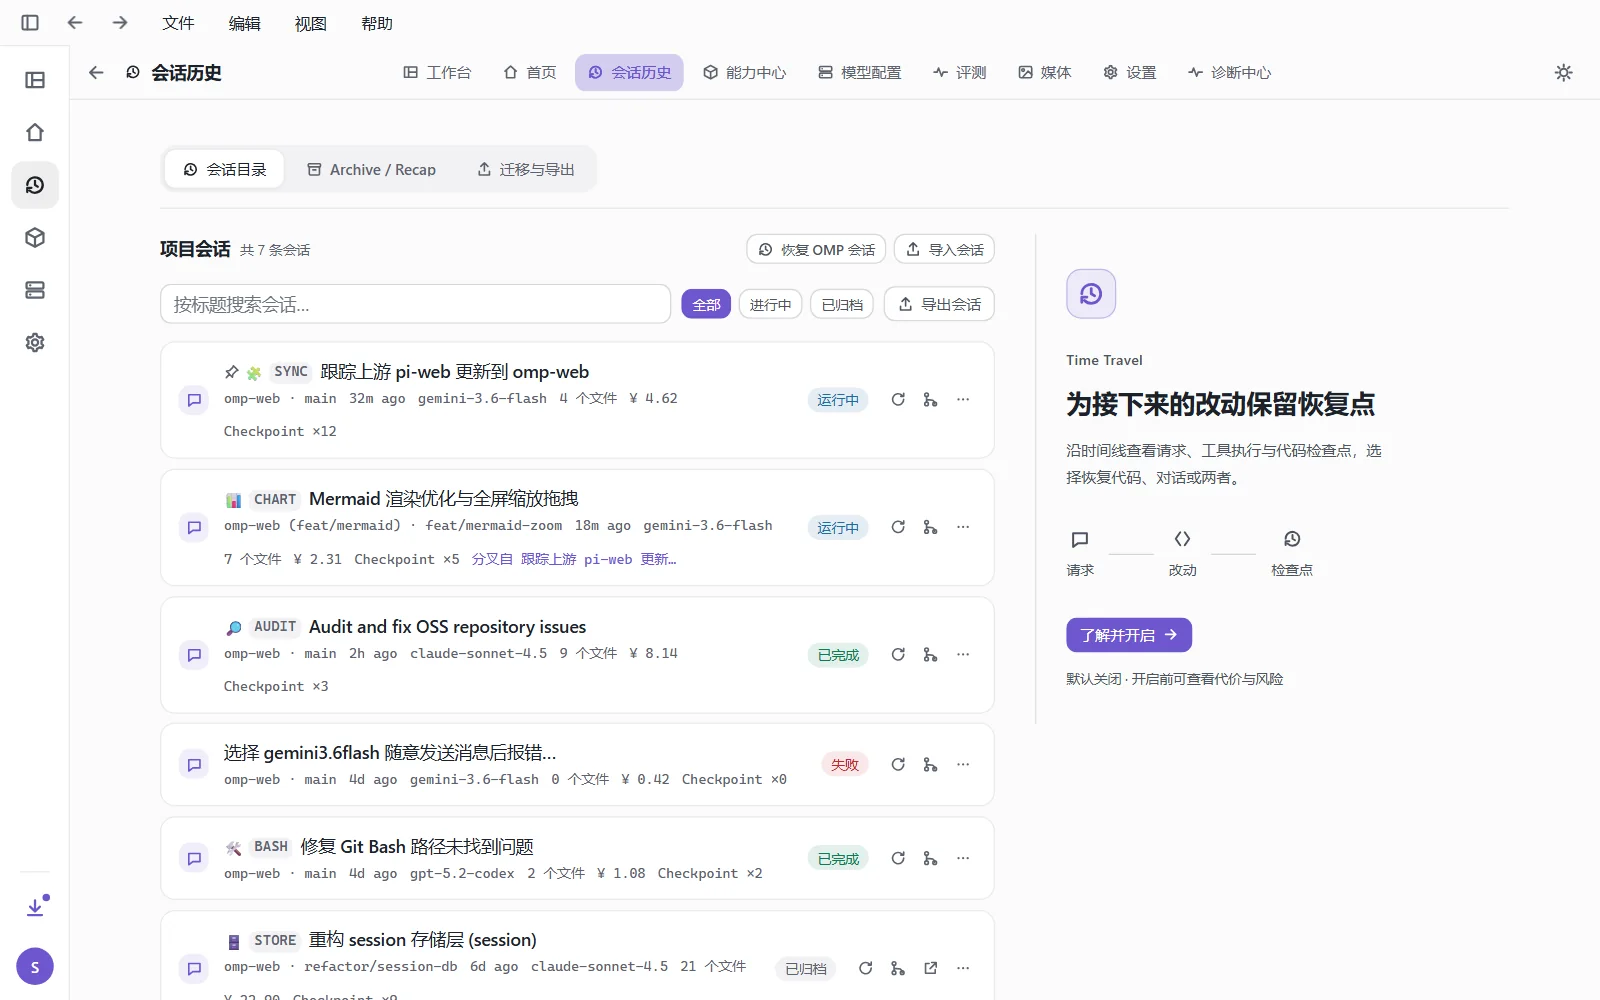 文件 编辑 视图 帮助
会话历史
工作台 首页 会话历史 能力中心 模型配置 评测 媒体 设置 诊断中心
会话目录 Archive / Recap 迁移与导出
项目会话 共 7 条会话 恢复 OMP 会话 导入会话
按标题搜索会话... 全部 进行中 已归档 导出会话
SYNC 跟踪上游 pi-web 更新到 omp-web
omp-web · main 32m ago gemini-3.6-flash 4 个文件 ¥ 4.62
运行中
Checkpoint ×12
CHART Mermaid 渲染优化与全屏缩放拖拽
omp-web (feat/mermaid) · feat/mermaid-zoom 18m ago gemini-3.6-flash
运行中
7 个文件 ¥ 2.31 Checkpoint ×5 分叉自 跟踪上游 pi-web 更新…
AUDIT Audit and fix OSS repository issues
omp-web · main 2h ago claude-sonnet-4.5 9 个文件 ¥ 8.14
已完成
Checkpoint ×3
选择 gemini3.6flash 随意发送消息后报错...
omp-web · main 4d ago gemini-3.6-flash 0 个文件 ¥ 0.42 Checkpoint ×0
失败
BASH 修复 Git Bash 路径未找到问题
omp-web · main 4d ago gpt-5.2-codex 2 个文件 ¥ 1.08 Checkpoint ×2
已完成
STORE 重构 session 存储层 (session)
omp-web · refactor/session-db 6d ago claude-sonnet-4.5 21 个文件
已归档
Time Travel
为接下来的改动保留恢复点
沿时间线查看请求、工具执行与代码检查点，选
择恢复代码、对话或两者。
请求 改动 检查点
了解并开启
默认关闭 · 开启前可查看代价与风险
S